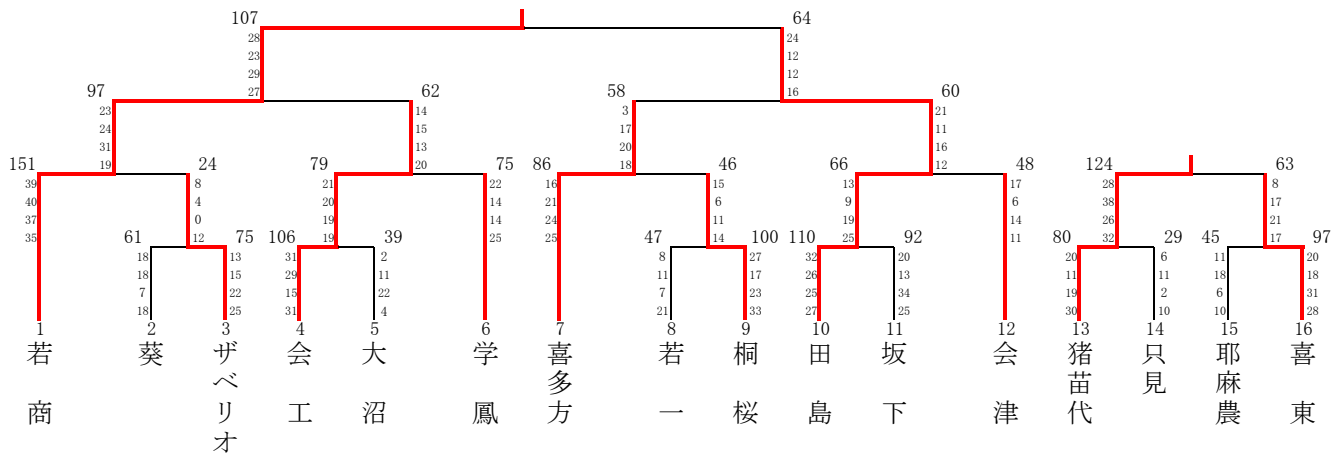 107 64
28 24
23 12
29 12
27 16
97 62 58 60
23 14 3 21
24 15 17 11
31 13 20 16
19 20 18 12
151 24 79 75 86 46 66 48 124 63
39 8 21 22 16 15 13 17 28 8
40 4 20 14 21 6 9 6 38 17
37 0 19 14 24 11 19 14 26 21
35 12 19 25 25 14 25 11 32 17
61 75 106 39 47 100 110 92 80 29 45 97
18 13 31 2 8 27 32 20 20 6 11 20
18 15 29 11 11 17 26 13 11 11 18 18
7 22 15 22 7 23 25 34 19 2 6 31
18 25 31 4 21 33 27 25 30 10 10 28
1 2 3 4 5 6 7 8 9 10 11 12 13 14 15 16
若商
葵
ザベリオ
会工
大沼
学鳳
喜多方
若一
桐桜
田島
坂下
会津
猪苗代
只見
耶麻農
喜東